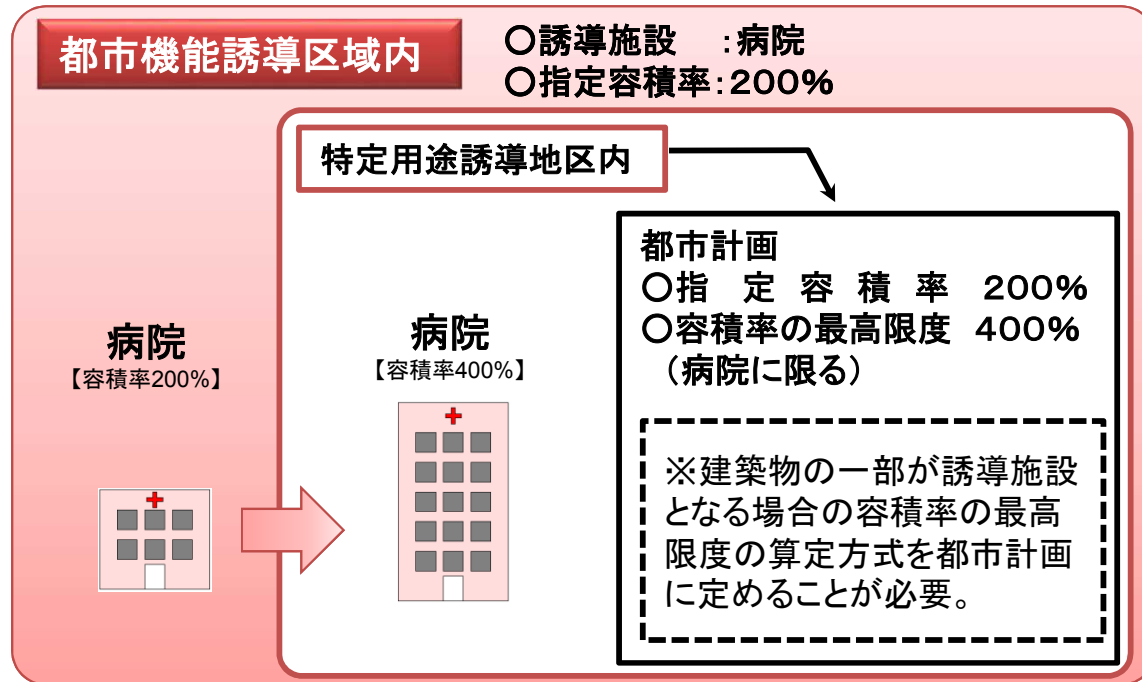 都市機能誘導区域内
○誘導施設　：病院
○指定容積率：２００％
特定用途誘導地区内
都市計画
○指　定　容　積　率　２００％
○容積率の最高限度　４００％
（病院に限る）
病院
【容積率200%】
病院
【容積率400%】
※建築物の一部が誘導施設
となる場合の容積率の最高
限度の算定方式を都市計画
に定めることが必要。